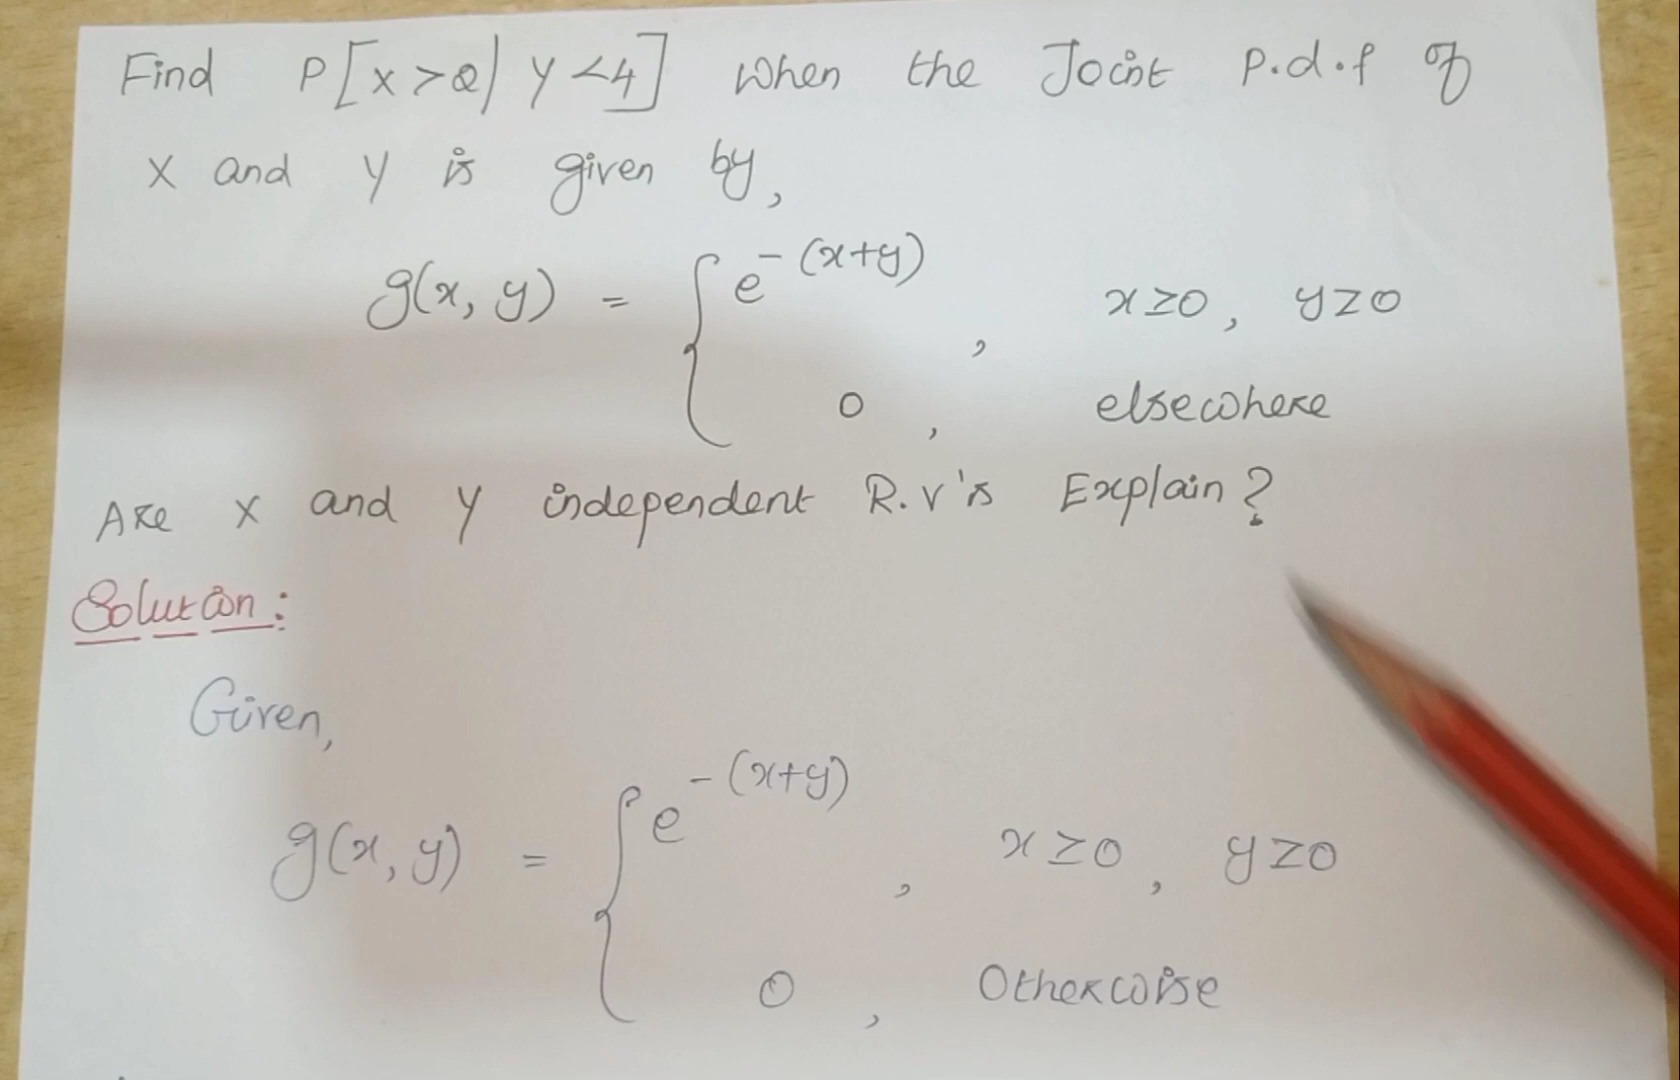 Find P[X>2| Y<4] when the Joint p.d.f of
X and Y is given by,
g(x, y) = { e^-(x+y) , x≥0, y≥0
0 , elsewhere
Are X and Y independent R.V's Explain?
Solution:
Given,
g(x, y) = { e^-(x+y) , x≥0, y≥0
0 , Otherwise